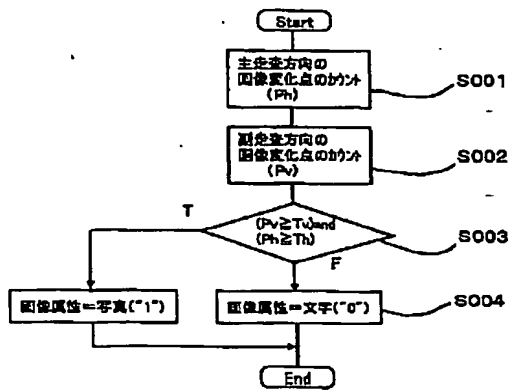 Start
主走査方向の
画像変化点のカウント
(Ph)
S001
副走査方向の
画像変化点のカウント
(Pv)
S002
T
(Pv≥Tv)and
(Ph≥Th)
S003
F
画像属性=写真("1")
画像属性=文字("0")
S004
End